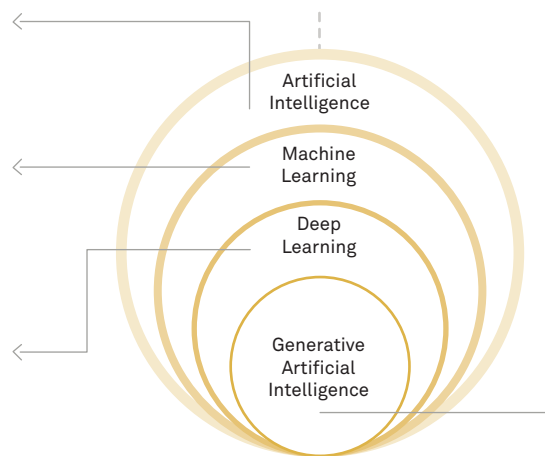 Artificial
Intelligence
Machine
Learning
Deep
Learning
Generative
Artificial
Intelligence